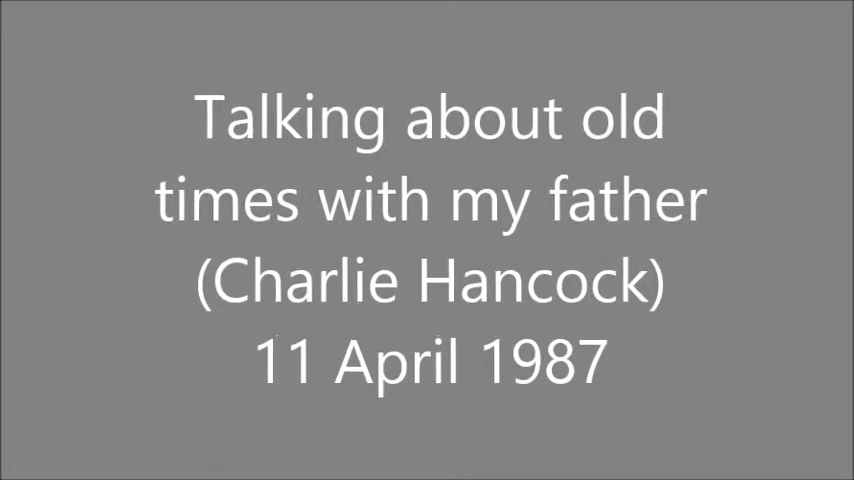 Talking about old
times with my father
(Charlie Hancock)
11 April 1987